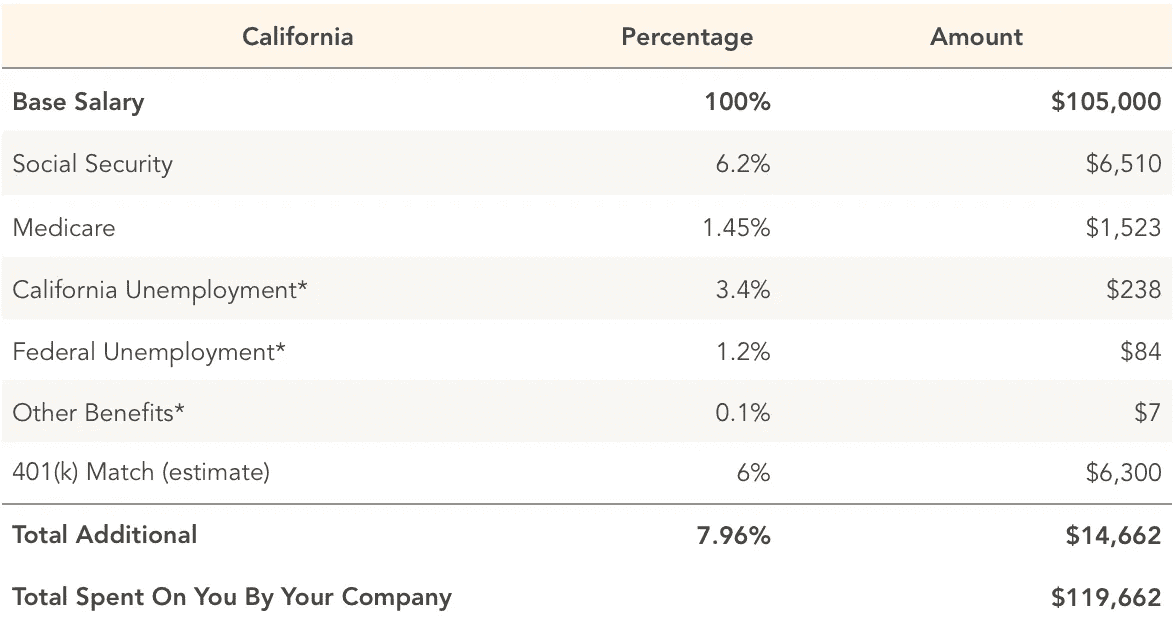 California Percentage Amount
Base Salary 100% $105,000
Social Security 6.2% $6,510
Medicare 1.45% $1,523
California Unemployment* 3.4% $238
Federal Unemployment* 1.2% $84
Other Benefits* 0.1% $7
401(k) Match (estimate) 6% $6,300
Total Additional 7.96% $14,662
Total Spent On You By Your Company $119,662